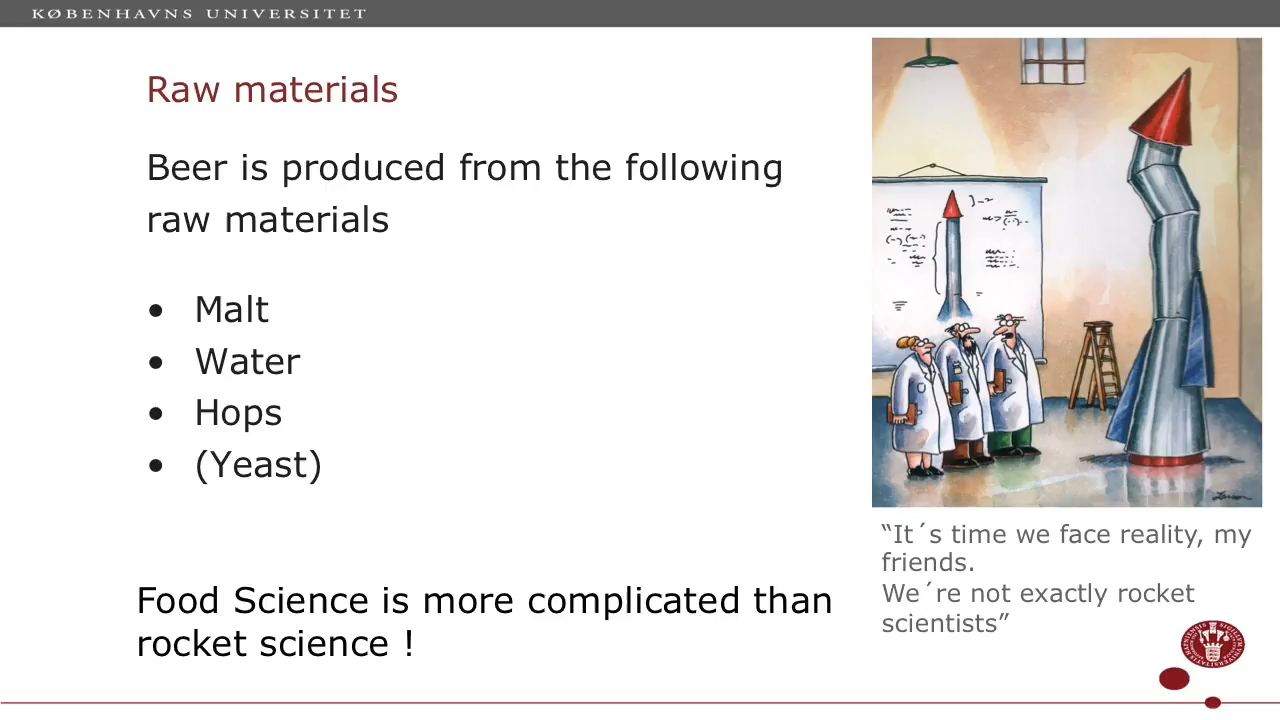 KØBENHAVNS UNIVERSITET
Raw materials
Beer is produced from the following
raw materials
• Malt
• Water
• Hops
• (Yeast)
Food Science is more complicated than
rocket science !
“It´s time we face reality, my
friends.
We´re not exactly rocket
scientists”
Larson